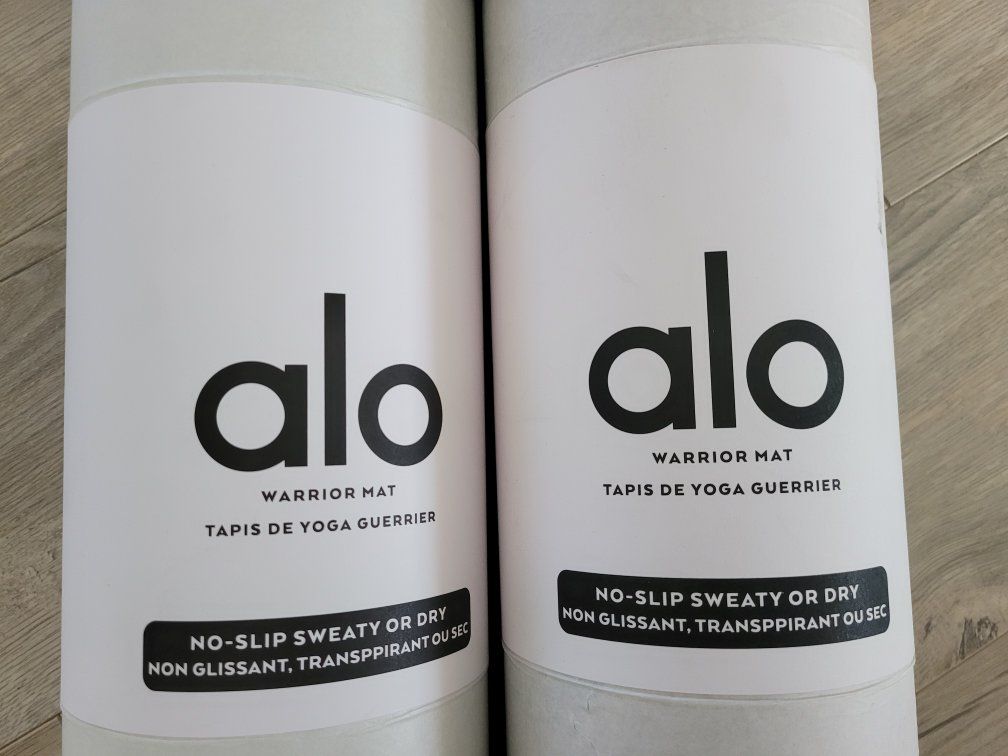 alo
WARRIOR MAT
TAPIS DE YOGA GUERRIER
NO-SLIP SWEATY OR DRY
NON GLISSANT, TRANSPPIRANT OU SEC
alo
WARRIOR MAT
TAPIS DE YOGA GUERRIER
NO-SLIP SWEATY OR DRY
NON GLISSANT, TRANSPPIRANT OU SEC